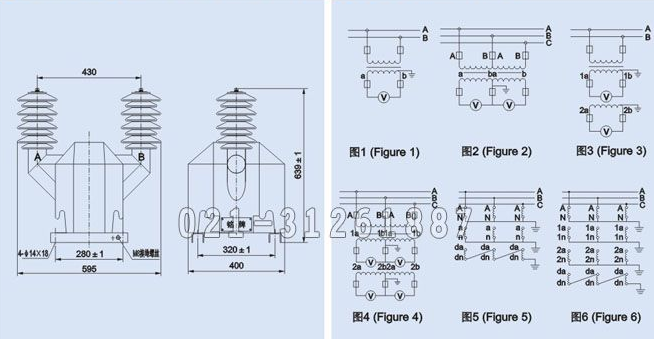 430
A B
639±1
铭牌
4-Φ14×18
280±1
M8接地螺丝
595
320±1
400
021-31261887
A
B
a b
V
图1 (Figure 1)
A
B
C
A B B A
a ba b
V V
图2 (Figure 2)
A
B
1a 1b
V
2a 2b
V
图3 (Figure 3)
A
B
C
A B A B
1a 1b1a 1b
V V
2a 2b2a 2b
V V
图4 (Figure 4)
A
B
C
A A A
N N N
a a a
n n n
da da da
dn dn dn
图5 (Figure 5)
A
B
C
A A A
N N N
1a 1a 1a
1n 1n 1n
2a 2a 2a
2n 2n 2n
da da da
dn dn dn
图6 (Figure 6)